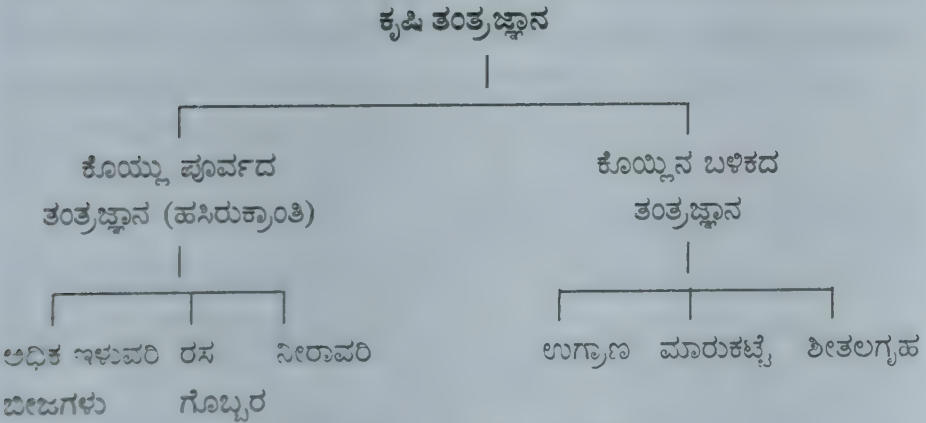 ಕೃಷಿ ತಂತ್ರಜ್ಞಾನ
ಕೊಯ್ಲು ಪೂರ್ವದ
ತಂತ್ರಜ್ಞಾನ (ಹಸಿರುಕ್ರಾಂತಿ)
ಕೊಯ್ಲಿನ ಬಳಿಕದ
ತಂತ್ರಜ್ಞಾನ
ಅಧಿಕ ಇಳುವರಿ ರಸ ನೀರಾವರಿ
ಬೀಜಗಳು ಗೊಬ್ಬರ
ಉಗ್ರಾಣ ಮಾರುಕಟ್ಟೆ ಶೀತಲಗೃಹ